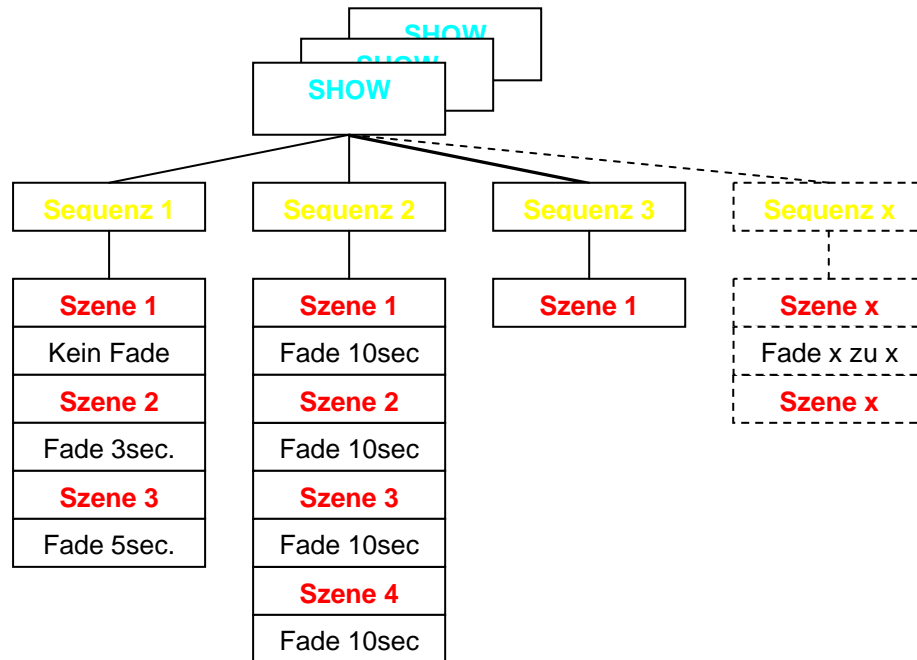 SHOW
SHOW
SHOW
Sequenz 1
Sequenz 2
Sequenz 3
Sequenz x
Szene 1
Szene 1
Szene 1
Szene x
Kein Fade
Fade 10sec
Fade x zu x
Szene 2
Szene 2
Szene x
Fade 3sec.
Fade 10sec
Szene 3
Szene 3
Fade 5sec.
Fade 10sec
Szene 4
Fade 10sec